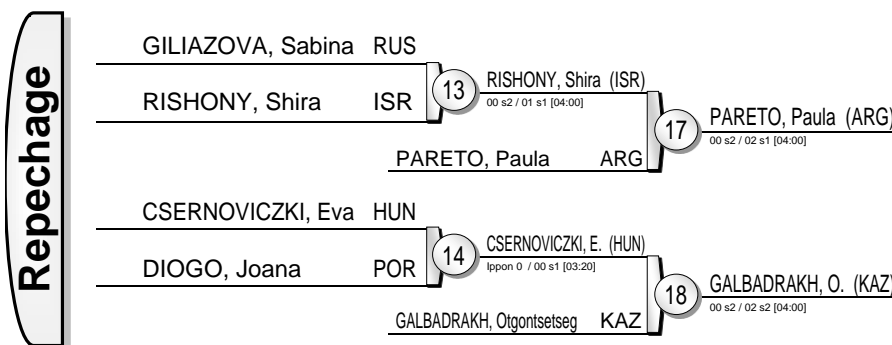 Repechage
GILIAZOVA, Sabina RUS
RISHONY, Shira ISR
13
RISHONY, Shira (ISR)
00 s2 / 01 s1 [04:00]
PARETO, Paula ARG
17
PARETO, Paula (ARG)
00 s2 / 02 s1 [04:00]
CSERNOVICZKI, Eva HUN
DIOGO, Joana POR
14
CSERNOVICZKI, E. (HUN)
Ippon 0 / 00 s1 [03:20]
GALBADRAKH, Otgontsetseg KAZ
18
GALBADRAKH, O. (KAZ)
00 s2 / 02 s2 [04:00]